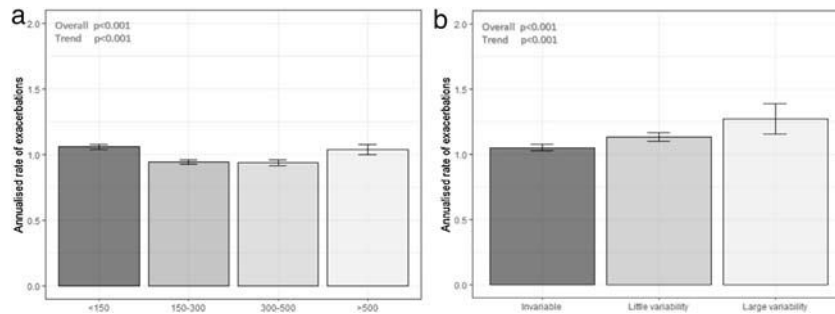 a
Overall p<0.001
Trend p<0.001
Annualised rate of exacerbations
2.0
1.5
1.0
0.5
0.0
<150
150-300
300-500
>500
b
Overall p<0.001
Trend p<0.001
Annualised rate of exacerbations
2.0
1.5
1.0
0.5
0.0
Invariable
Little variability
Large variability